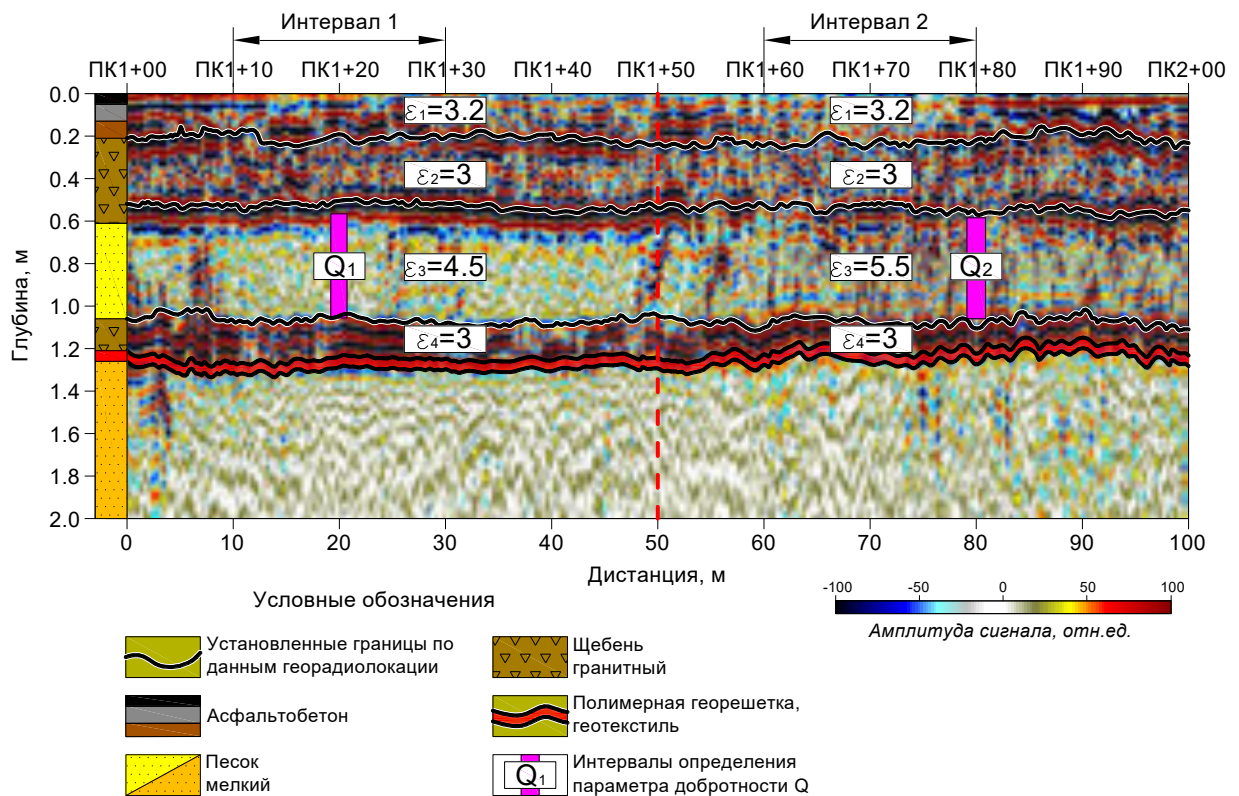 Интервал 1
Интервал 2
ПК1+00 ПК1+10 ПК1+20 ПК1+30 ПК1+40 ПК1+50 ПК1+60 ПК1+70 ПК1+80 ПК1+90 ПК2+00
0.0
0.2
0.4
0.6
0.8
1.0
1.2
1.4
1.6
1.8
2.0
Глубина, м
ε1=3.2
ε1=3.2
ε2=3
ε2=3
Q1
ε3=4.5
ε3=5.5
Q2
ε4=3
ε4=3
0 10 20 30 40 50 60 70 80 90 100
Дистанция, м
-100 -50 0 50 100
Амплитуда сигнала, отн.ед.
Условные обозначения
Установленные границы по
данным георадиолокации
Щебень
гранитный
Асфальтобетон
Полимерная георешетка,
геотекстиль
Песок
мелкий
Q1
Интервалы определения
параметра добротности Q